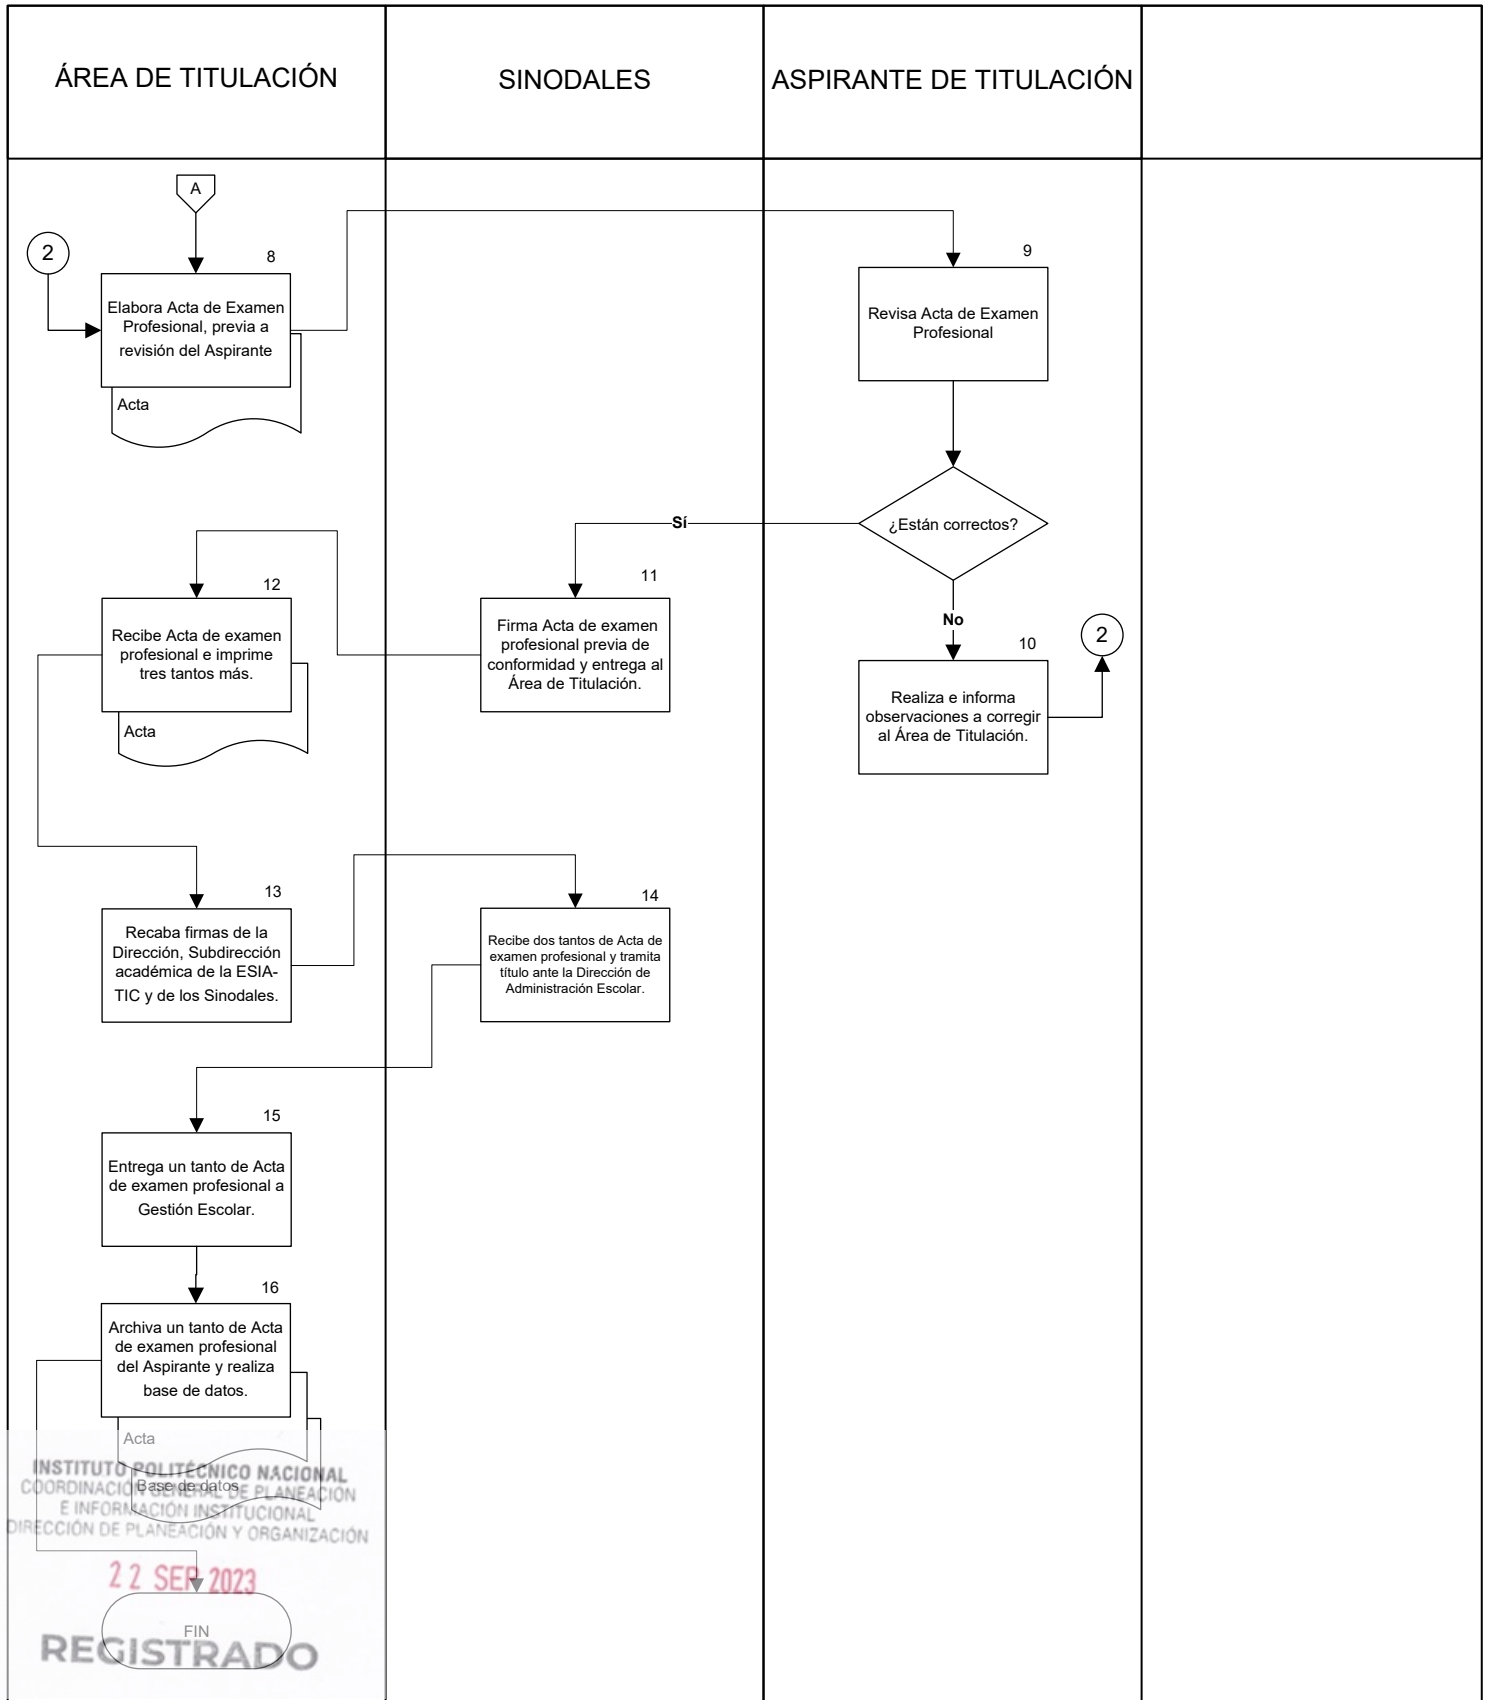 ÁREA DE TITULACIÓN
SINODALES
ASPIRANTE DE TITULACIÓN
A
2
8
Elabora Acta de Examen
Profesional, previa a
revisión del Aspirante
Acta
9
Revisa Acta de Examen
Profesional
¿Están correctos?
Sí
No
10
Realiza e informa
observaciones a corregir
al Área de Titulación.
2
11
Firma Acta de examen
profesional previa de
conformidad y entrega al
Área de Titulación.
12
Recibe Acta de examen
profesional e imprime
tres tantos más.
Acta
13
Recaba firmas de la
Dirección, Subdirección
académica de la ESIA-
TIC y de los Sinodales.
14
Recibe dos tantos de Acta de
examen profesional y tramita
título ante la Dirección de
Administración Escolar.
15
Entrega un tanto de Acta
de examen profesional a
Gestión Escolar.
16
Archiva un tanto de Acta
de examen profesional
del Aspirante y realiza
base de datos.
Acta
Base de datos
INSTITUTO POLITÉCNICO NACIONAL
COORDINACIÓN GENERAL DE PLANEACIÓN
E INFORMACIÓN INSTITUCIONAL
DIRECCIÓN DE PLANEACIÓN Y ORGANIZACIÓN
22 SEP 2023
FIN
REGISTRADO